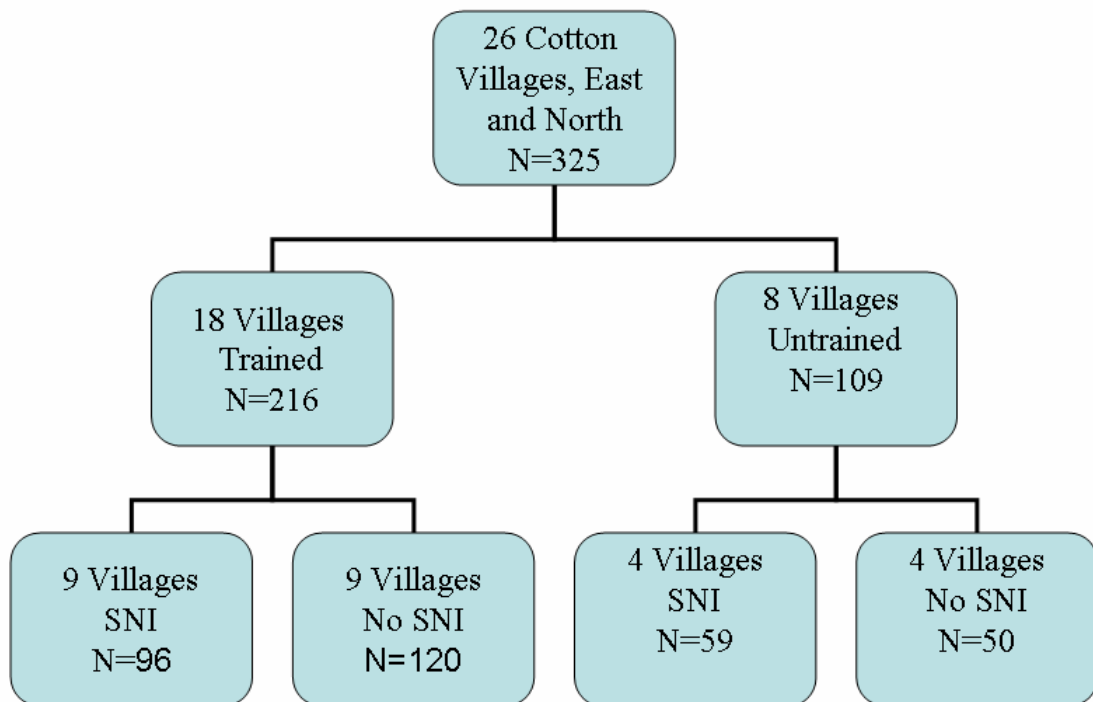 26 Cotton
Villages, East
and North
N=325
18 Villages
Trained
N=216
8 Villages
Untrained
N=109
9 Villages
SNI
N=96
9 Villages
No SNI
N=120
4 Villages
SNI
N=59
4 Villages
No SNI
N=50